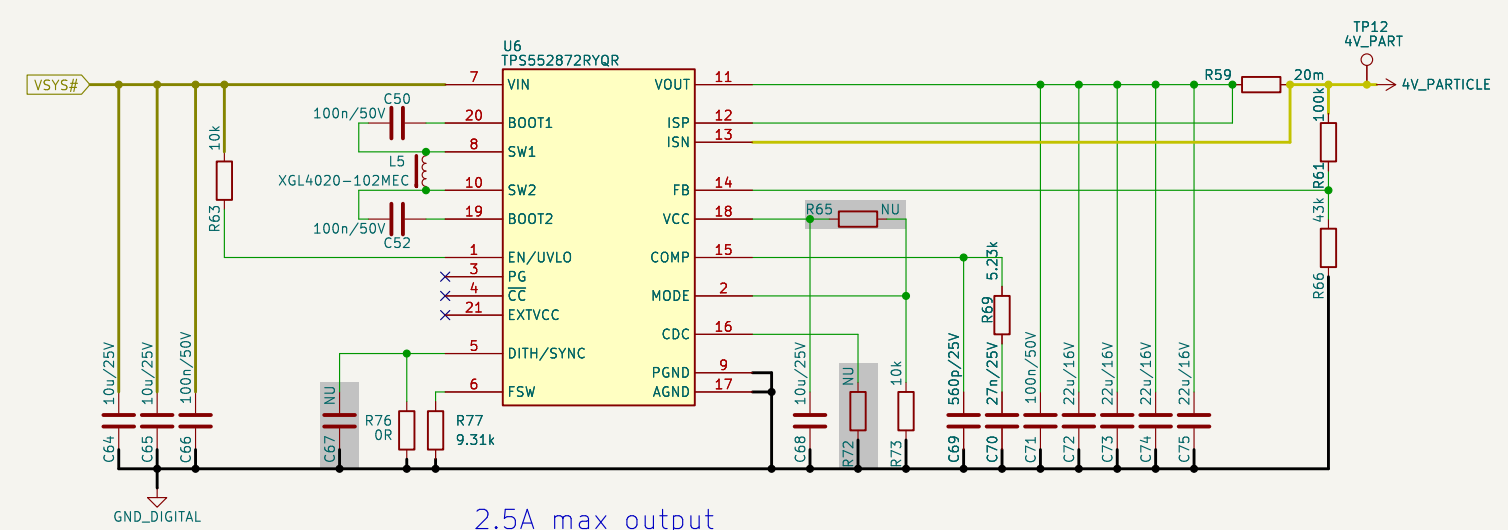 TP12
4V_PART
U6
TPS552872RYQR
VSYS#
7
VIN
VOUT
11
R59
20m
4V_PARTICLE
C50
100n/50V
20
BOOT1
ISP
12
100k
10k
8
SW1
ISN
13
L5
XGL4020-102MEC
R61
10
SW2
FB
14
R63
100n/50V
C52
19
BOOT2
VCC
18
R65
NU
43k
1
EN/UVLO
COMP
15
5.23k
3
PG
4
CC
MODE
2
R66
21
EXTVCC
R69
CDC
16
5
DITH/SYNC
PGND
9
6
FSW
AGND
17
10u/25V
10u/25V
100n/50V
NU
R76
0R
R77
9.31k
10u/25V
NU
10k
560p/25V
27n/25V
100n/50V
22u/16V
22u/16V
22u/16V
22u/16V
C64
C65
C66
C67
C68
R72
R73
C69
C70
C71
C72
C73
C74
C75
GND_DIGITAL
2.5A max output